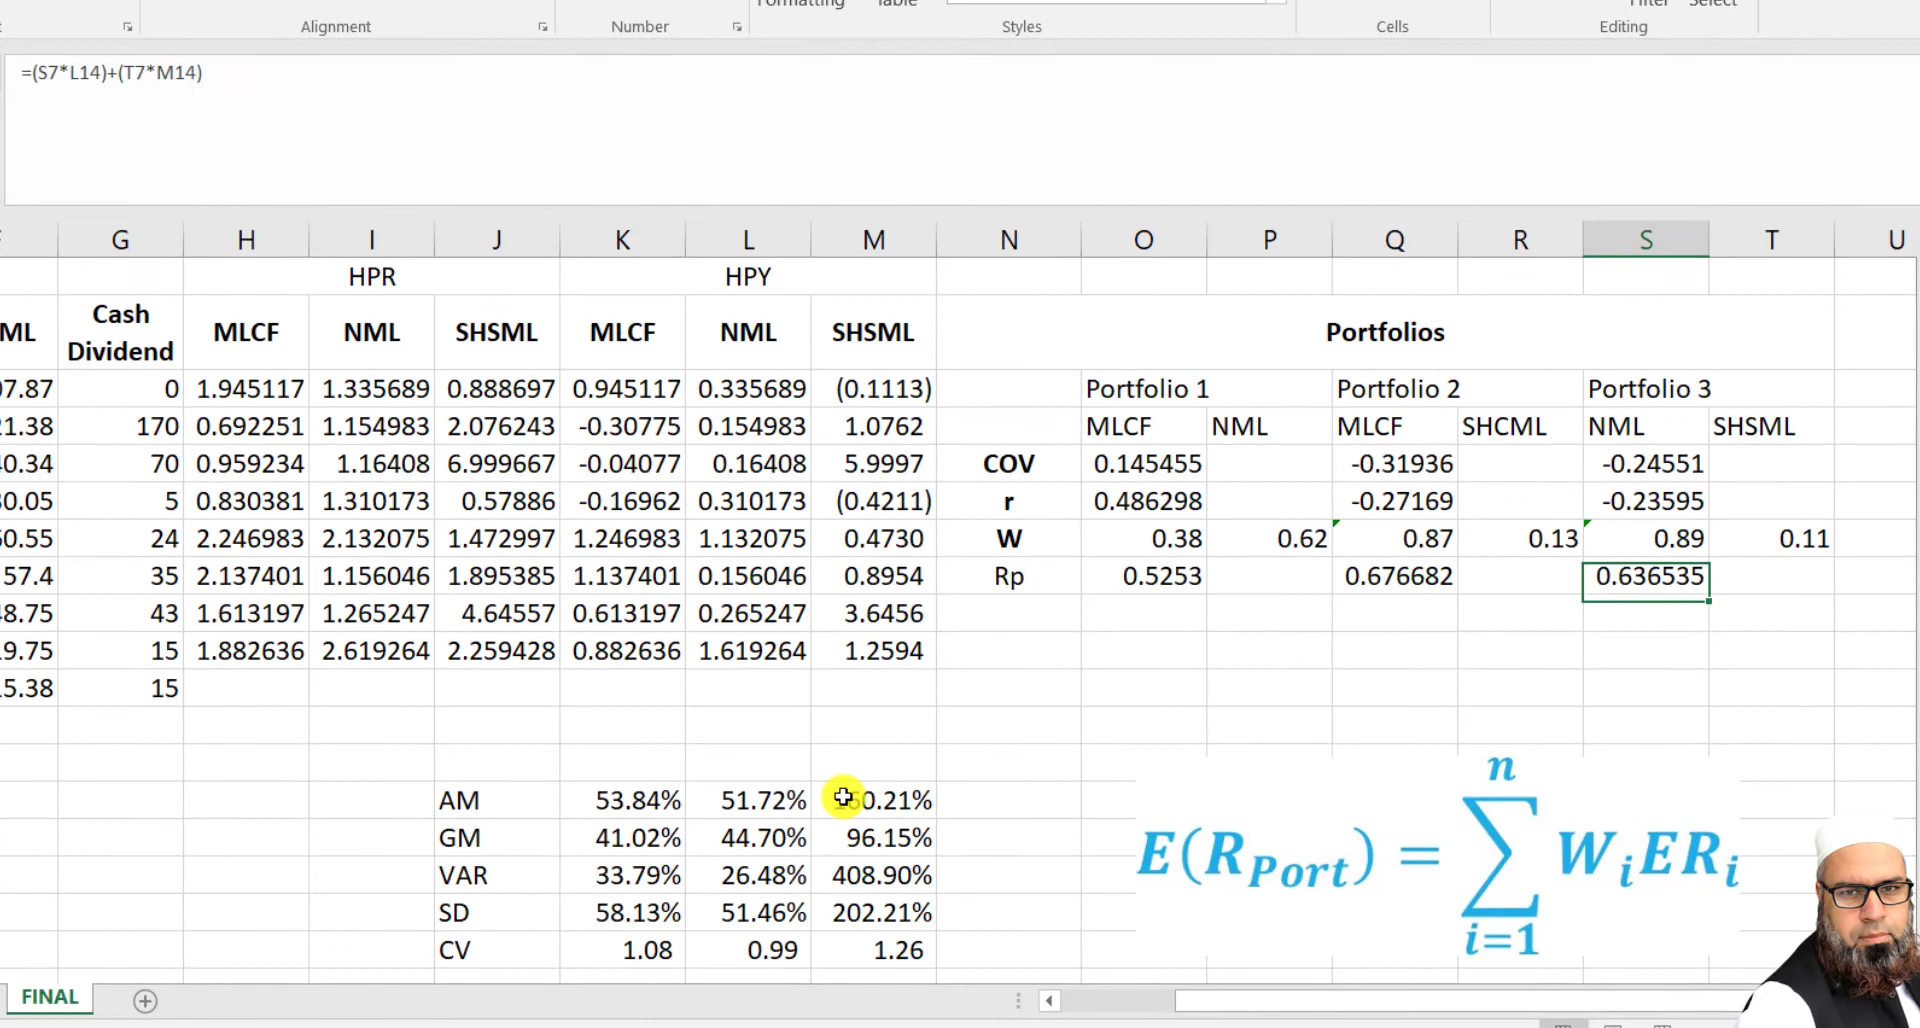 Formatting Table Filter Select
Alignment Number Styles Cells Editing
=(S7*L14)+(T7*M14)
G H I J K L M N O P Q R S T U
HPR HPY
ML Cash Dividend MLCF NML SHSML MLCF NML SHSML Portfolios
7.87 0 1.945117 1.335689 0.888697 0.945117 0.335689 (0.1113) Portfolio 1 Portfolio 2 Portfolio 3
1.38 170 0.692251 1.154983 2.076243 -0.30775 0.154983 1.0762 MLCF NML MLCF SHCML NML SHSML
0.34 70 0.959234 1.16408 6.999667 -0.04077 0.16408 5.9997 COV 0.145455 -0.31936 -0.24551
0.05 5 0.830381 1.310173 0.57886 -0.16962 0.310173 (0.4211) r 0.486298 -0.27169 -0.23595
0.55 24 2.246983 2.132075 1.472997 1.246983 1.132075 0.4730 W 0.38 0.62 0.87 0.13 0.89 0.11
57.4 35 2.137401 1.156046 1.895385 1.137401 0.156046 0.8954 Rp 0.5253 0.676682 0.636535
8.75 43 1.613197 1.265247 4.64557 0.613197 0.265247 3.6456
9.75 15 1.882636 2.619264 2.259428 0.882636 1.619264 1.2594
5.38 15
AM 53.84% 51.72% 160.21%
GM 41.02% 44.70% 96.15%
VAR 33.79% 26.48% 408.90%
SD 58.13% 51.46% 202.21%
CV 1.08 0.99 1.26
E(R_Port) = ∑_{i=1}^{n} W_i ER_i
FINAL